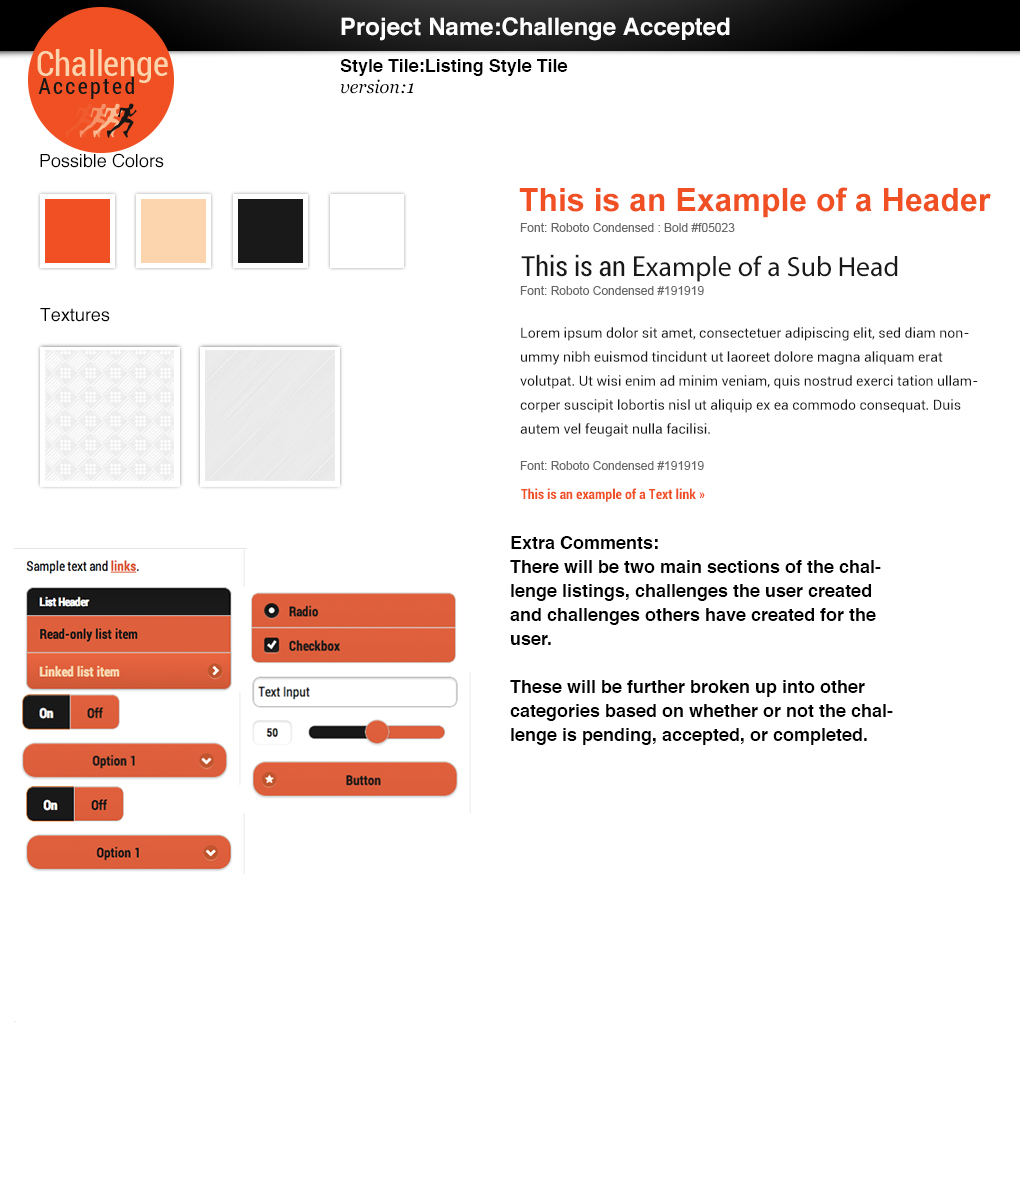 Project Name:Challenge Accepted
Challenge
Accepted
Style Tile:Listing Style Tile
version:1
Possible Colors
Textures
This is an Example of a Header
Font: Roboto Condensed : Bold #f05023
This is an Example of a Sub Head
Font: Roboto Condensed #191919
Lorem ipsum dolor sit amet, consectetuer adipiscing elit, sed diam non-
ummy nibh euismod tincidunt ut laoreet dolore magna aliquam erat
volutpat. Ut wisi enim ad minim veniam, quis nostrud exerci tation ullam-
corper suscipit lobortis nisl ut aliquip ex ea commodo consequat. Duis
autem vel feugait nulla facilisi.
Font: Roboto Condensed #191919
This is an example of a Text link »
Sample text and links.
List Header
Read-only list item
Linked list item
On Off
Option 1
On Off
Option 1
Radio
Checkbox
Text Input
50
Button
Extra Comments:
There will be two main sections of the chal-
lenge listings, challenges the user created
and challenges others have created for the
user.
These will be further broken up into other
categories based on whether or not the chal-
lenge is pending, accepted, or completed.